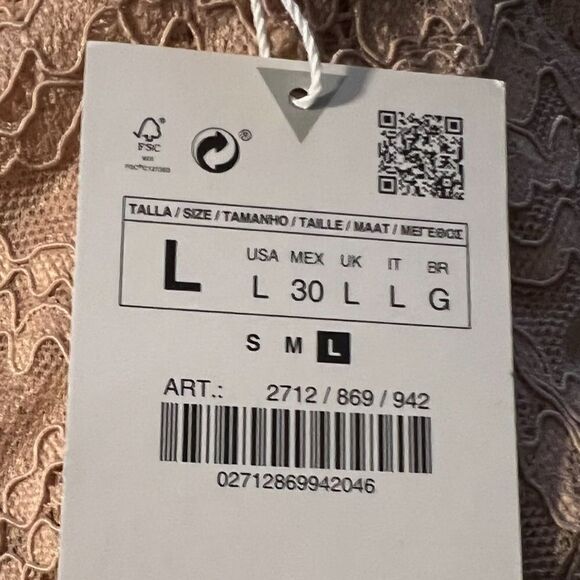 FSC
®
TALLA / SIZE / TAMANHO / TAILLE / MAAT / ΜΕΓΕΘΟΣ
L
USA MEX UK IT BR
L 30 L L G
S M L
ART.: 2712 / 869 / 942
02712869942046